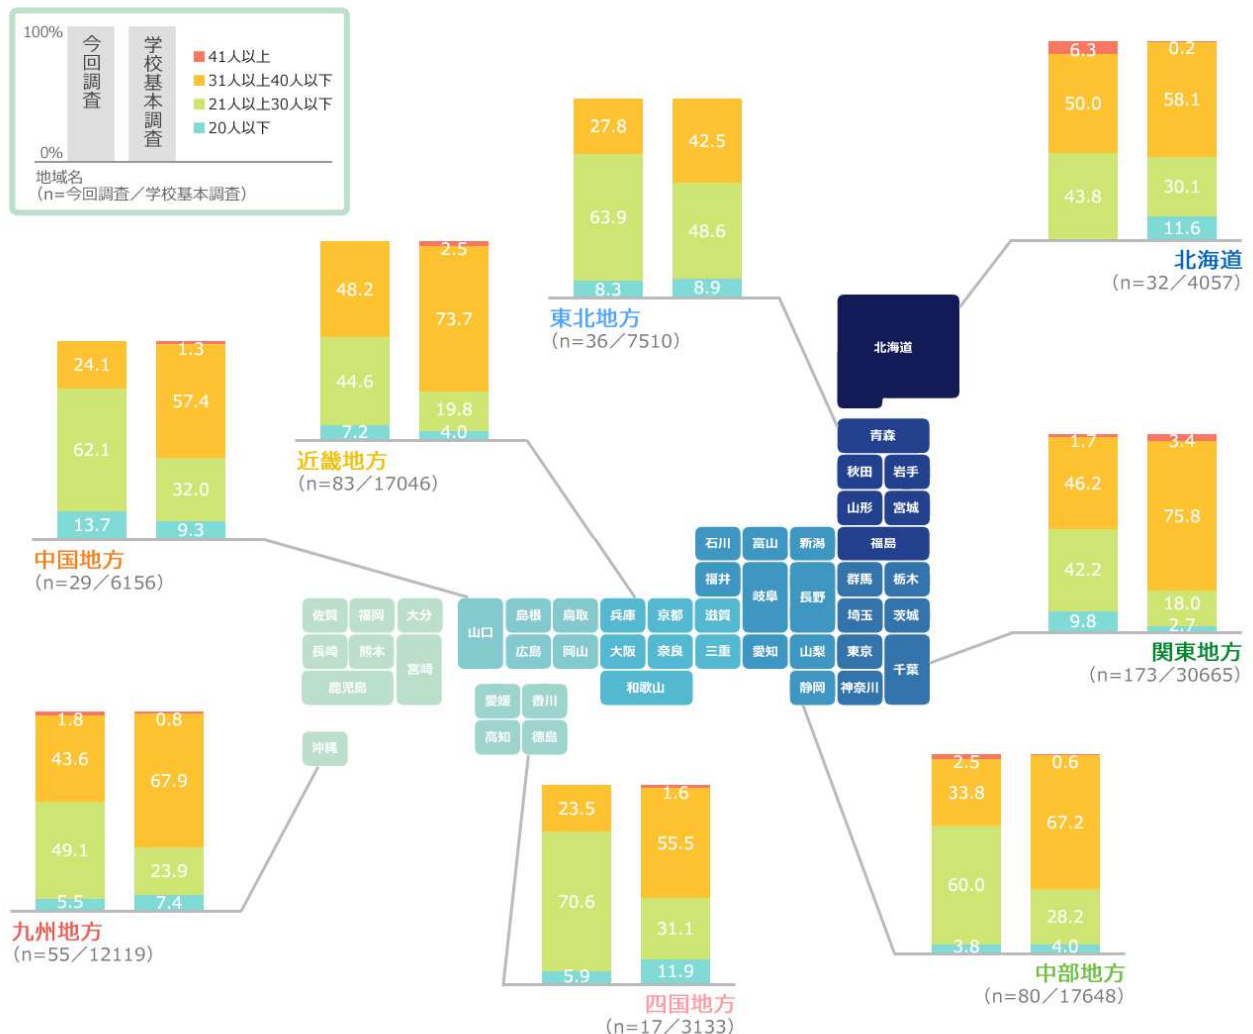 100%
0%
今回調査
学校基本調査
41人以上
31人以上40人以下
21人以上30人以下
20人以下
地域名
(n=今回調査／学校基本調査)
6.3 0.2
50.0 58.1
43.8 30.1
11.6
北海道
(n=32／4057)
27.8 42.5
63.9 48.6
8.3 8.9
東北地方
(n=36／7510)
2.5
48.2 73.7
44.6 19.8
7.2 4.0
近畿地方
(n=83／17046)
1.3
24.1 57.4
62.1 32.0
13.7 9.3
中国地方
(n=29／6156)
1.7 3.4
46.2 75.8
42.2 18.0
9.8 2.7
関東地方
(n=173／30665)
北海道
青森
秋田 岩手
山形 宮城
石川 富山 新潟 福島
福井 岐阜 長野 群馬 栃木
佐賀 福岡 大分 山口 島根 鳥取 兵庫 京都 滋賀 埼玉 茨城
長崎 熊本 宮崎 広島 岡山 大阪 奈良 三重 愛知 山梨 東京 千葉
鹿児島 和歌山 静岡 神奈川
愛媛 香川
高知 徳島
沖縄
1.8 0.8
43.6 67.9
49.1 23.9
5.5 7.4
九州地方
(n=55／12119)
1.6
23.5 55.5
70.6 31.1
5.9 11.9
四国地方
(n=17／3133)
2.5 0.6
33.8 67.2
60.0 28.2
3.8 4.0
中部地方
(n=80／17648)